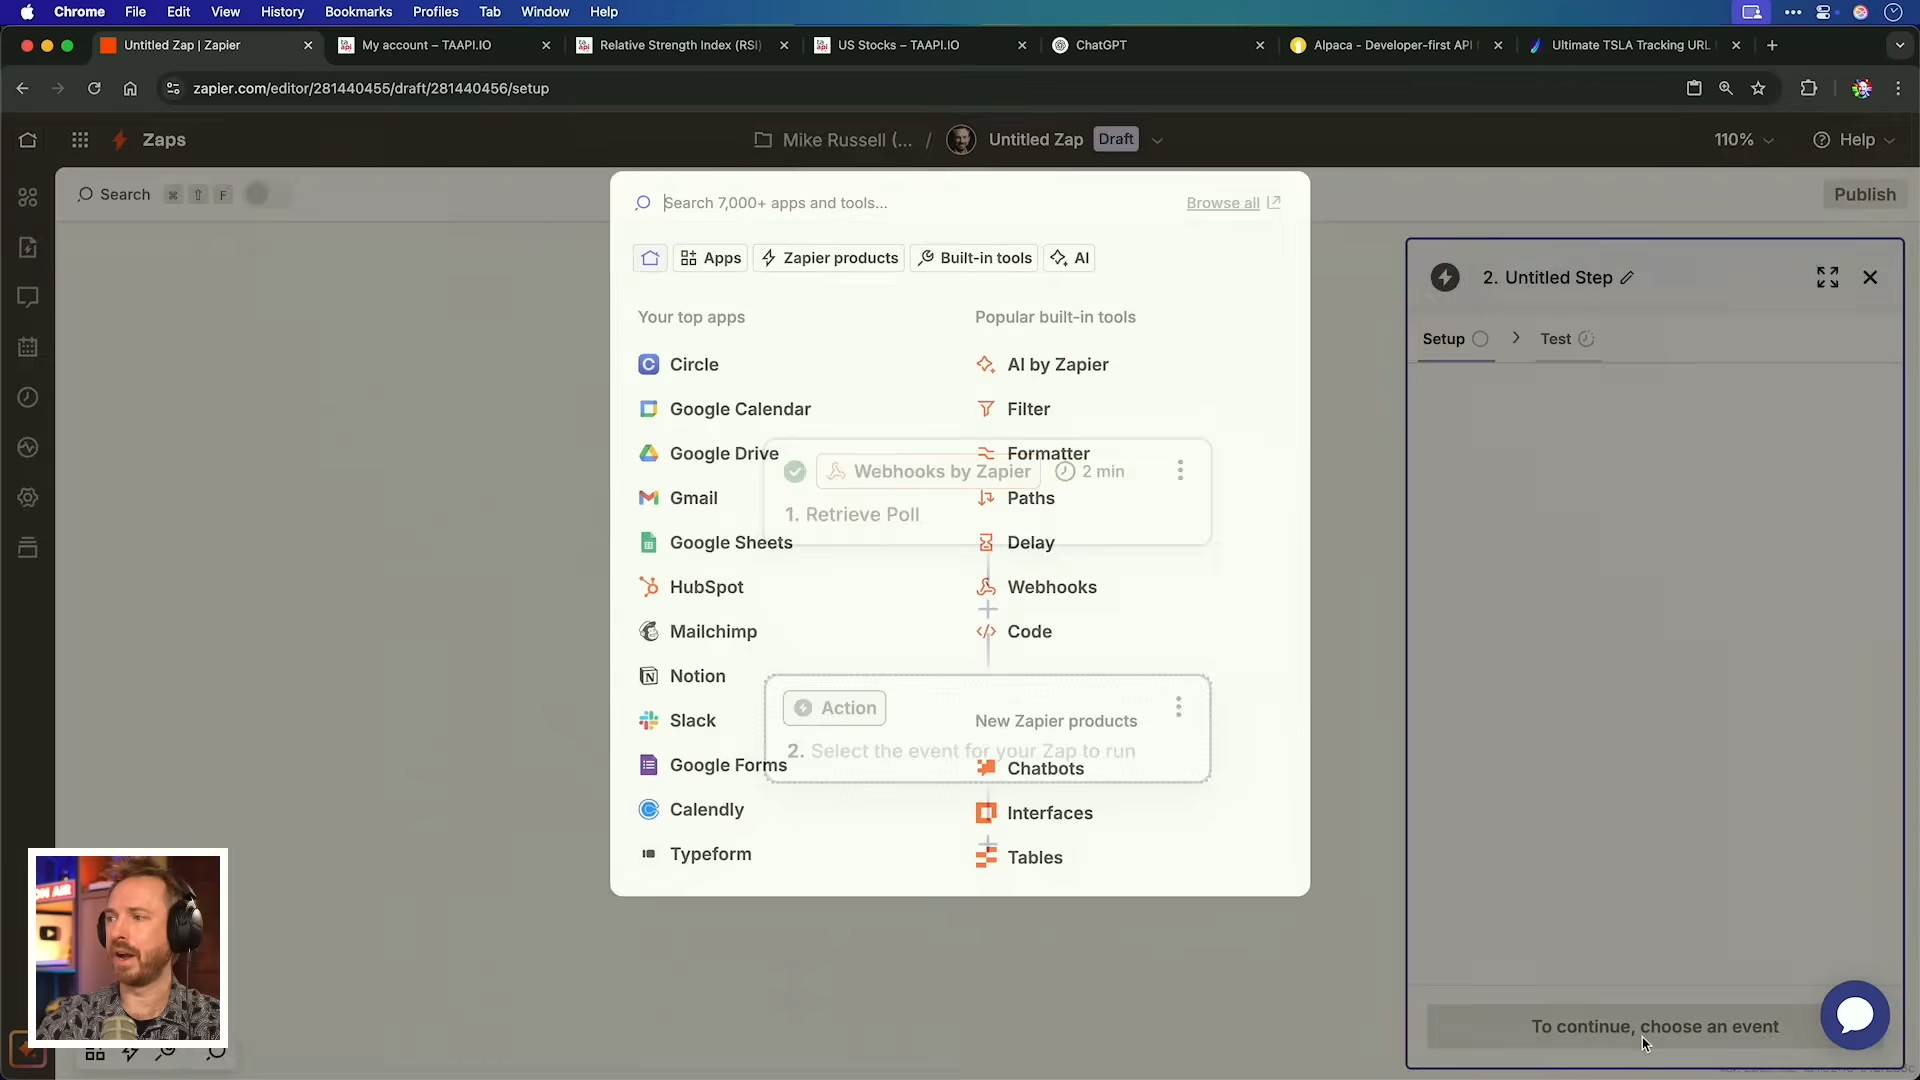 Chrome File Edit View History Bookmarks Profiles Tab Window Help
Untitled Zap | Zapier
My account – TAAPI.IO
Relative Strength Index (RSI)
US Stocks – TAAPI.IO
ChatGPT
Alpaca - Developer-first API
Ultimate TSLA Tracking URL
zapier.com/editor/281440455/draft/281440456/setup
Zaps
Mike Russell (... / Untitled Zap Draft
110%
Help
Search ⌘ ⇧ F
Publish
Search 7,000+ apps and tools...
Browse all
Apps
Zapier products
Built-in tools
AI
Your top apps
Circle
Google Calendar
Google Drive
Gmail
Google Sheets
HubSpot
Mailchimp
Notion
Slack
Google Forms
Calendly
Typeform
Popular built-in tools
AI by Zapier
Filter
Formatter
Paths
Delay
Webhooks
Code
New Zapier products
Chatbots
Interfaces
Tables
Webhooks by Zapier
2 min
1. Retrieve Poll
Action
2. Select the event for your Zap to run
2. Untitled Step
Setup
Test
To continue, choose an event
ON AIR